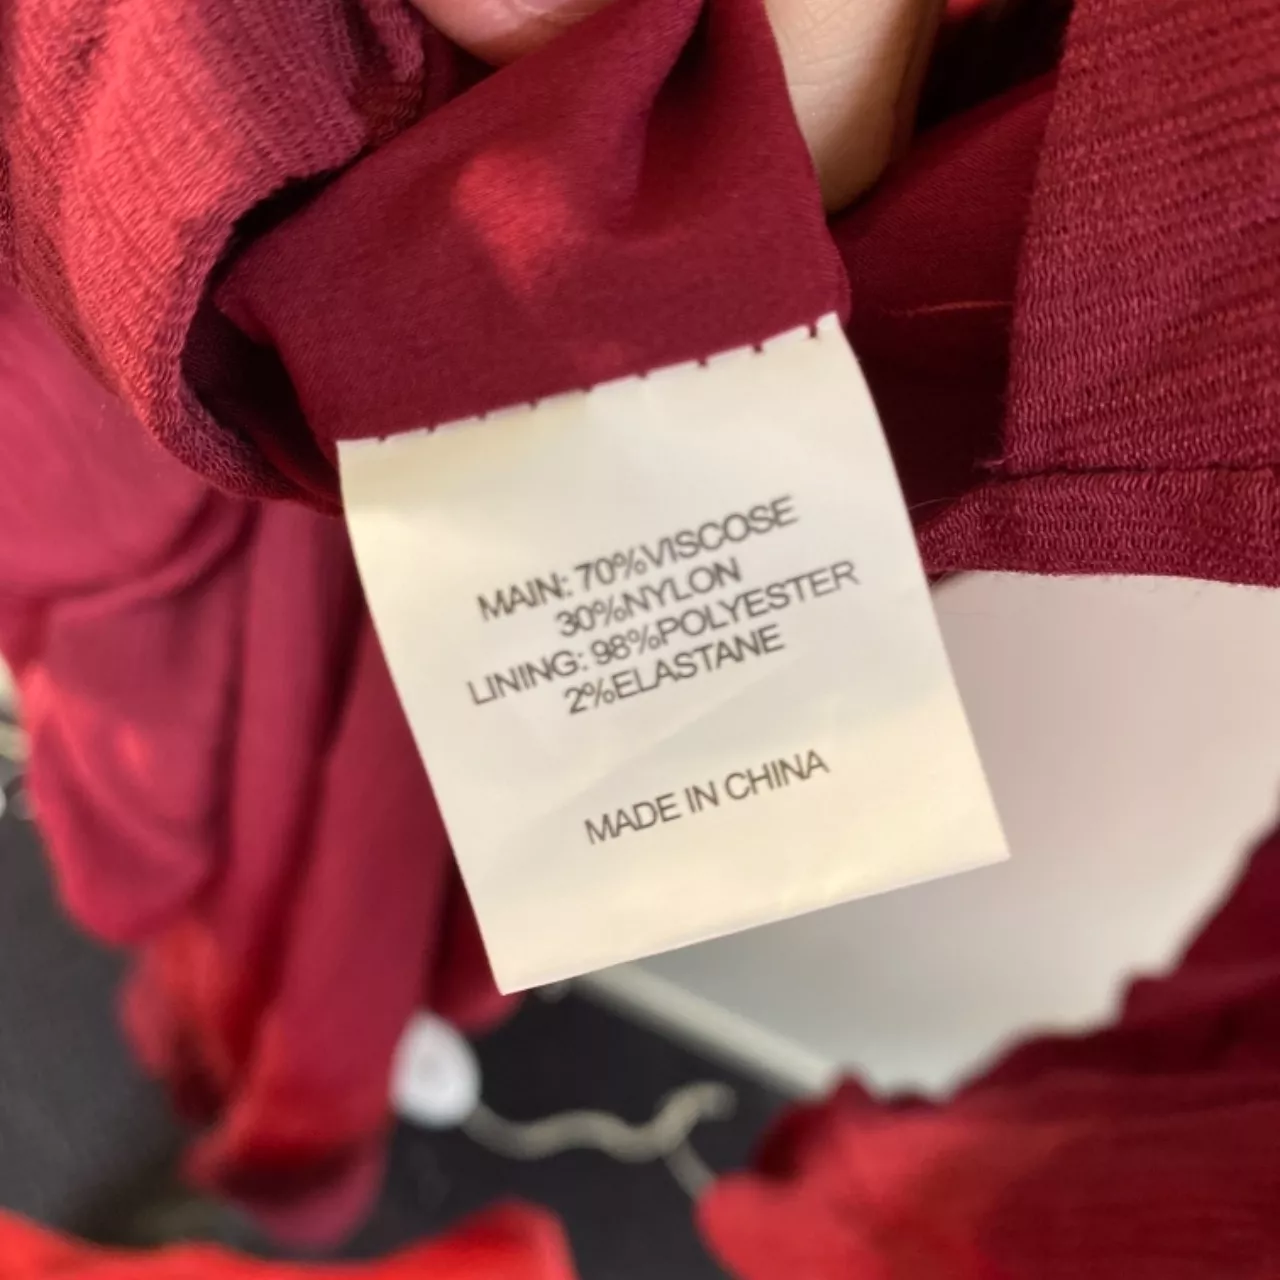 MAIN: 70%VISCOSE
30%NYLON
LINING: 98%POLYESTER
2%ELASTANE
MADE IN CHINA